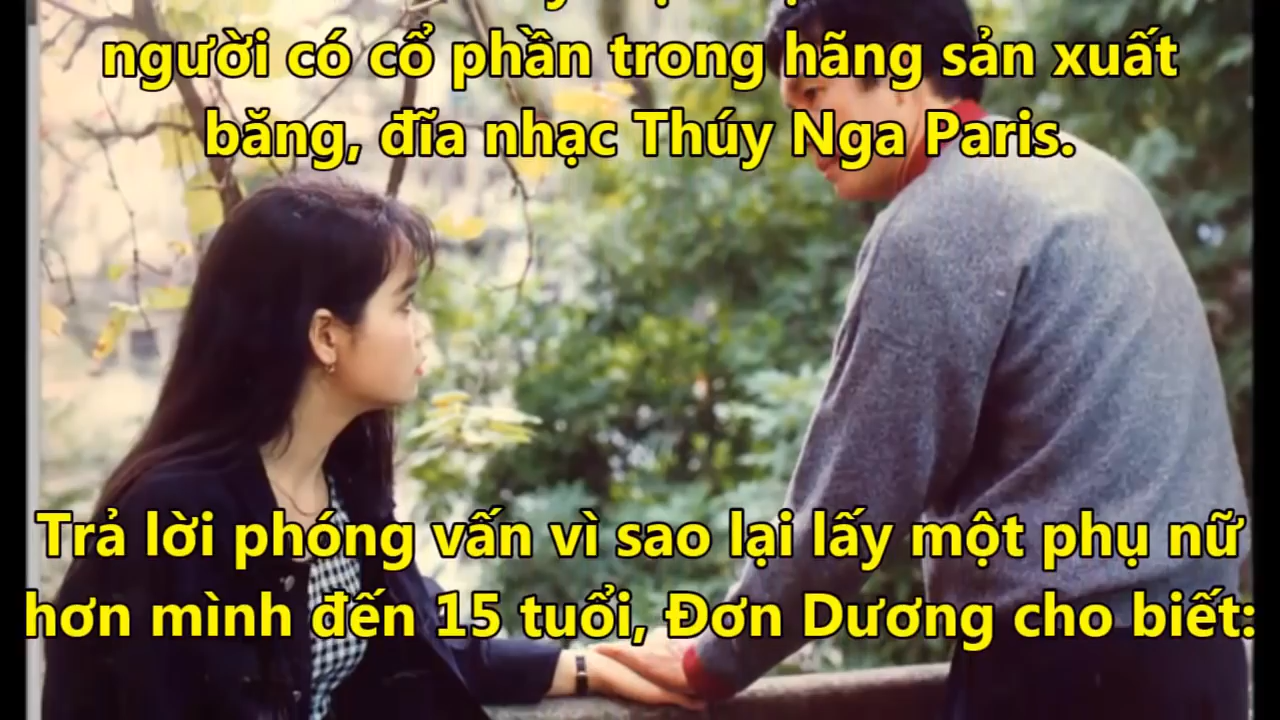 người có cổ phần trong hãng sản xuất
băng, đĩa nhạc Thúy Nga Paris.
Trả lời phóng vấn vì sao lại lấy một phụ nữ
hơn mình đến 15 tuổi, Đơn Dương cho biết: